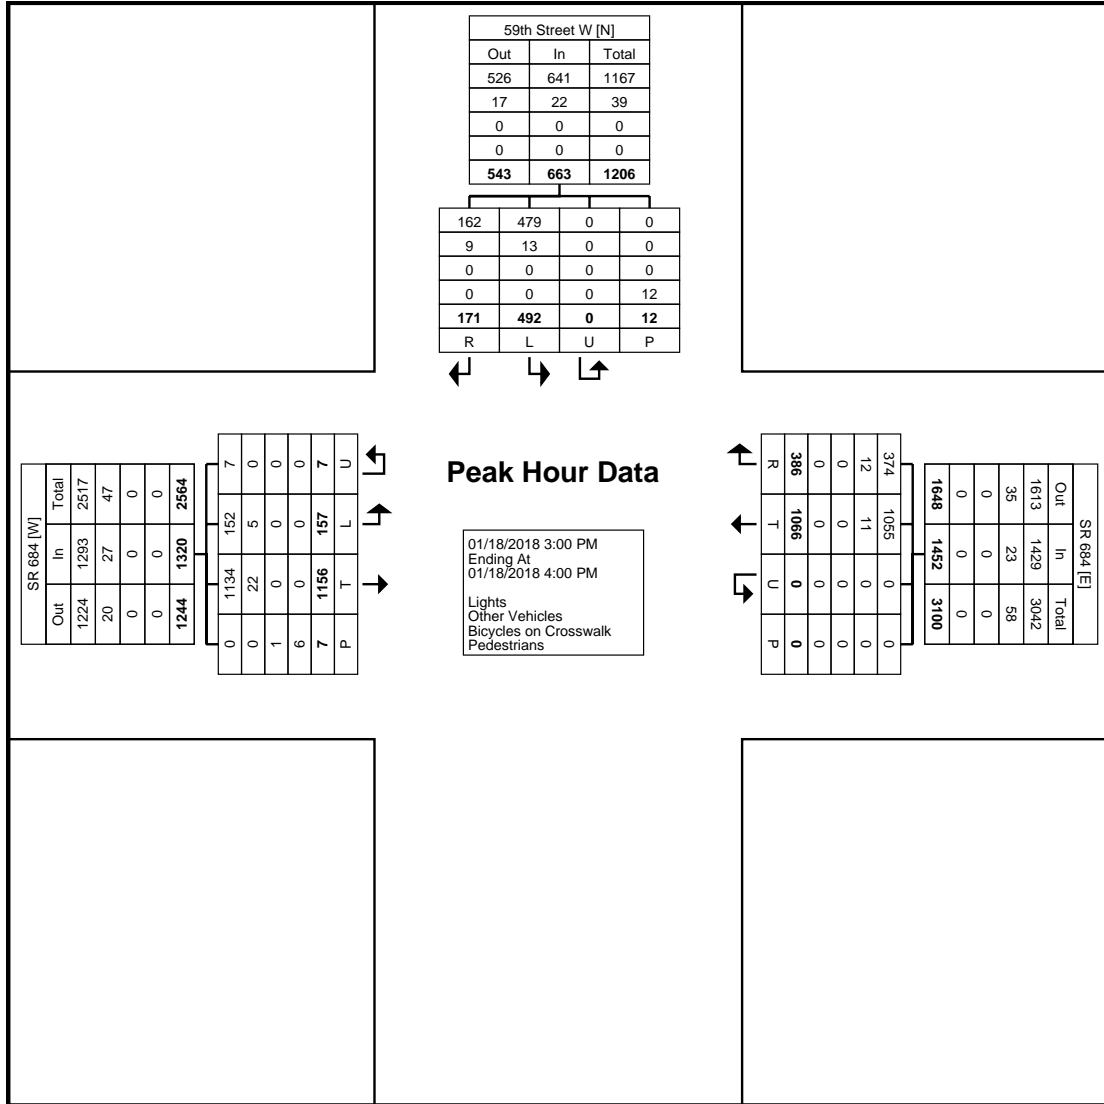 59th Street W [N]
Out In Total
526 641 1167
17 22 39
0 0 0
0 0 0
543 663 1206
162 479 0 0
9 13 0 0
0 0 0 0
0 0 0 12
171 492 0 12
R L U P
SR 684 [W]
Total In Out
2517 1293 1224
47 27 20
0 0 0
0 0 0
2564 1320 1244
7 152 1134 0
0 5 22 0
0 0 0 1
0 0 0 6
7 157 1156 7
U L T P
Peak Hour Data
01/18/2018 3:00 PM
Ending At
01/18/2018 4:00 PM
Lights
Other Vehicles
Bicycles on Crosswalk
Pedestrians
SR 684 [E]
Out In Total
1613 1429 3042
35 23 58
0 0 0
0 0 0
1648 1452 3100
374 1055 0 0
12 11 0 0
0 0 0 0
0 0 0 0
386 1066 0 0
R T U P